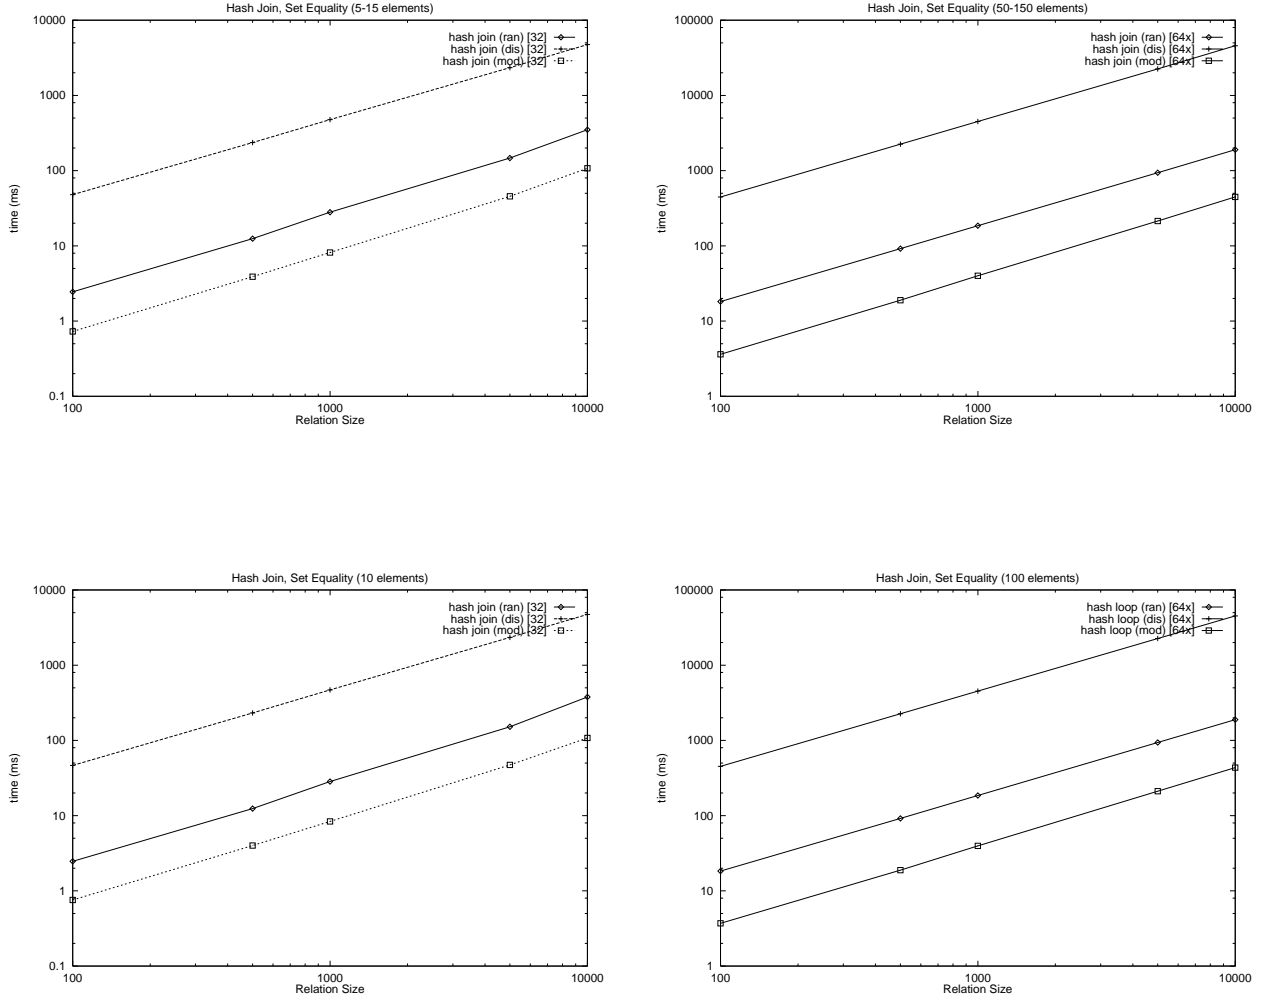 Hash Join, Set Equality (5-15 elements)
10000
1000
100
10
1
0.1
time (ms)
hash join (ran) [32]
hash join (dis) [32]
hash join (mod) [32]
100
1000
10000
Relation Size
Hash Join, Set Equality (50-150 elements)
100000
10000
1000
100
10
1
time (ms)
hash join (ran) [64x]
hash join (dis) [64x]
hash join (mod) [64x]
100
1000
10000
Relation Size
Hash Join, Set Equality (10 elements)
10000
1000
100
10
1
0.1
time (ms)
hash join (ran) [32]
hash join (dis) [32]
hash join (mod) [32]
100
1000
10000
Relation Size
Hash Join, Set Equality (100 elements)
100000
10000
1000
100
10
1
time (ms)
hash loop (ran) [64x]
hash loop (dis) [64x]
hash loop (mod) [64x]
100
1000
10000
Relation Size